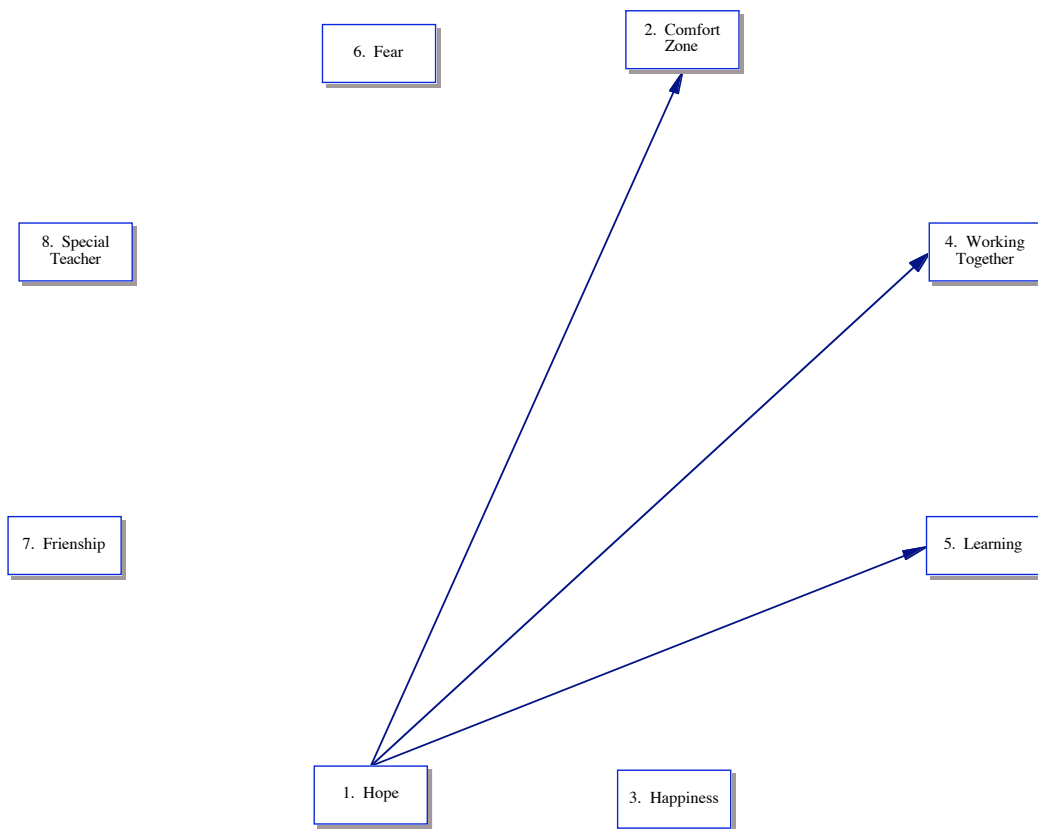 6. Fear
2. Comfort
Zone
8. Special
Teacher
4. Working
Together
7. Frienship
5. Learning
1. Hope
3. Happiness